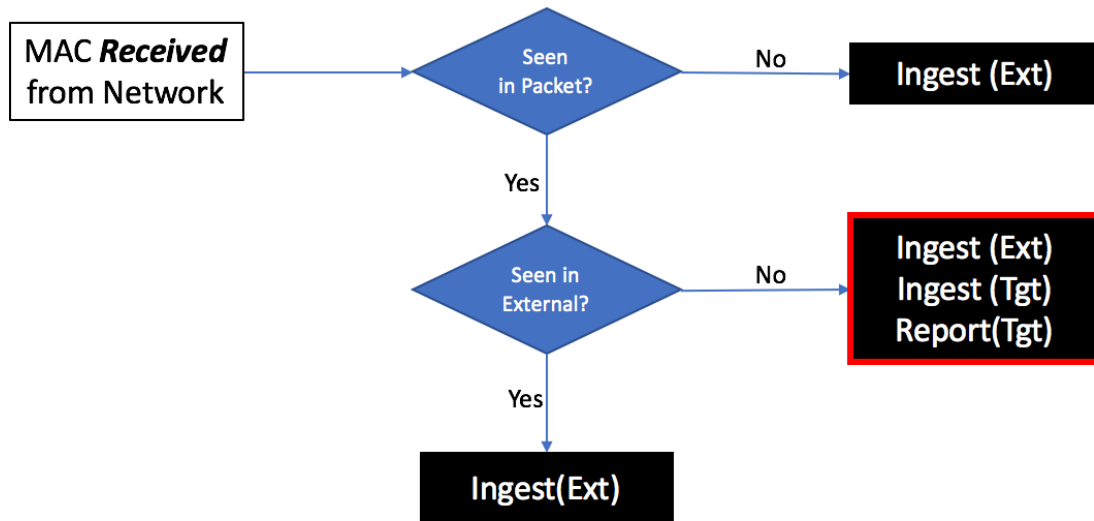 MAC Received
from Network
Seen
in Packet?
No
Ingest (Ext)
Yes
Seen in
External?
No
Ingest (Ext)
Ingest (Tgt)
Report(Tgt)
Yes
Ingest(Ext)